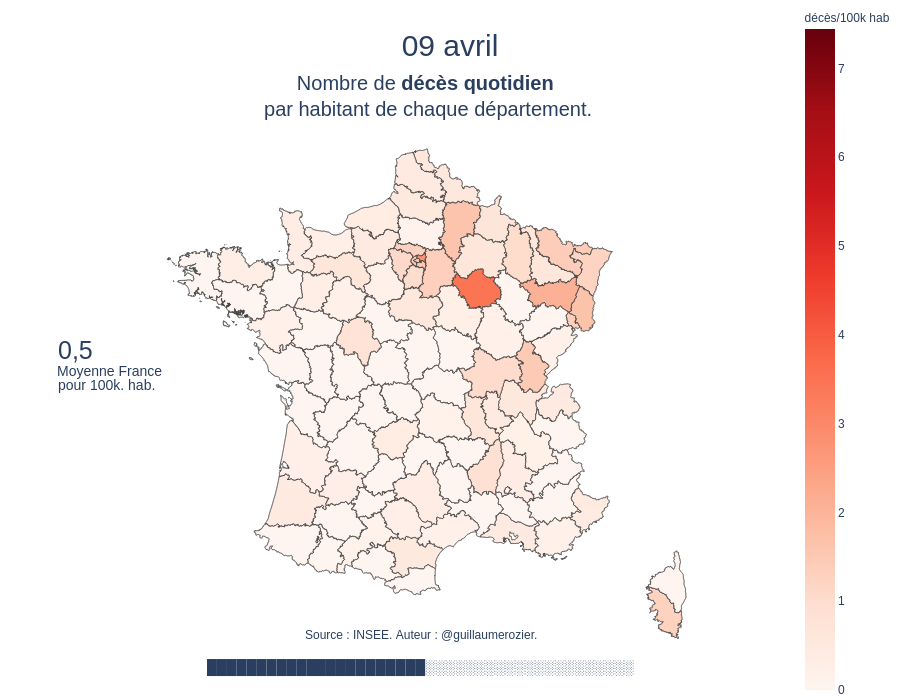 décès/100k hab
09 avril
Nombre de décès quotidien
par habitant de chaque département.
7
6
5
4
3
2
1
0
0,5
Moyenne France
pour 100k. hab.
Source : INSEE. Auteur : @guillaumerozier.